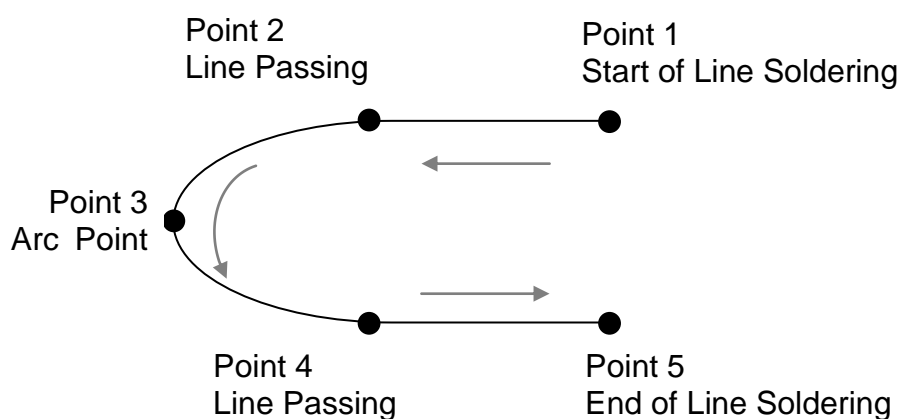 Point 2
Line Passing
Point 1
Start of Line Soldering
Point 3
Arc Point
Point 4
Line Passing
Point 5
End of Line Soldering